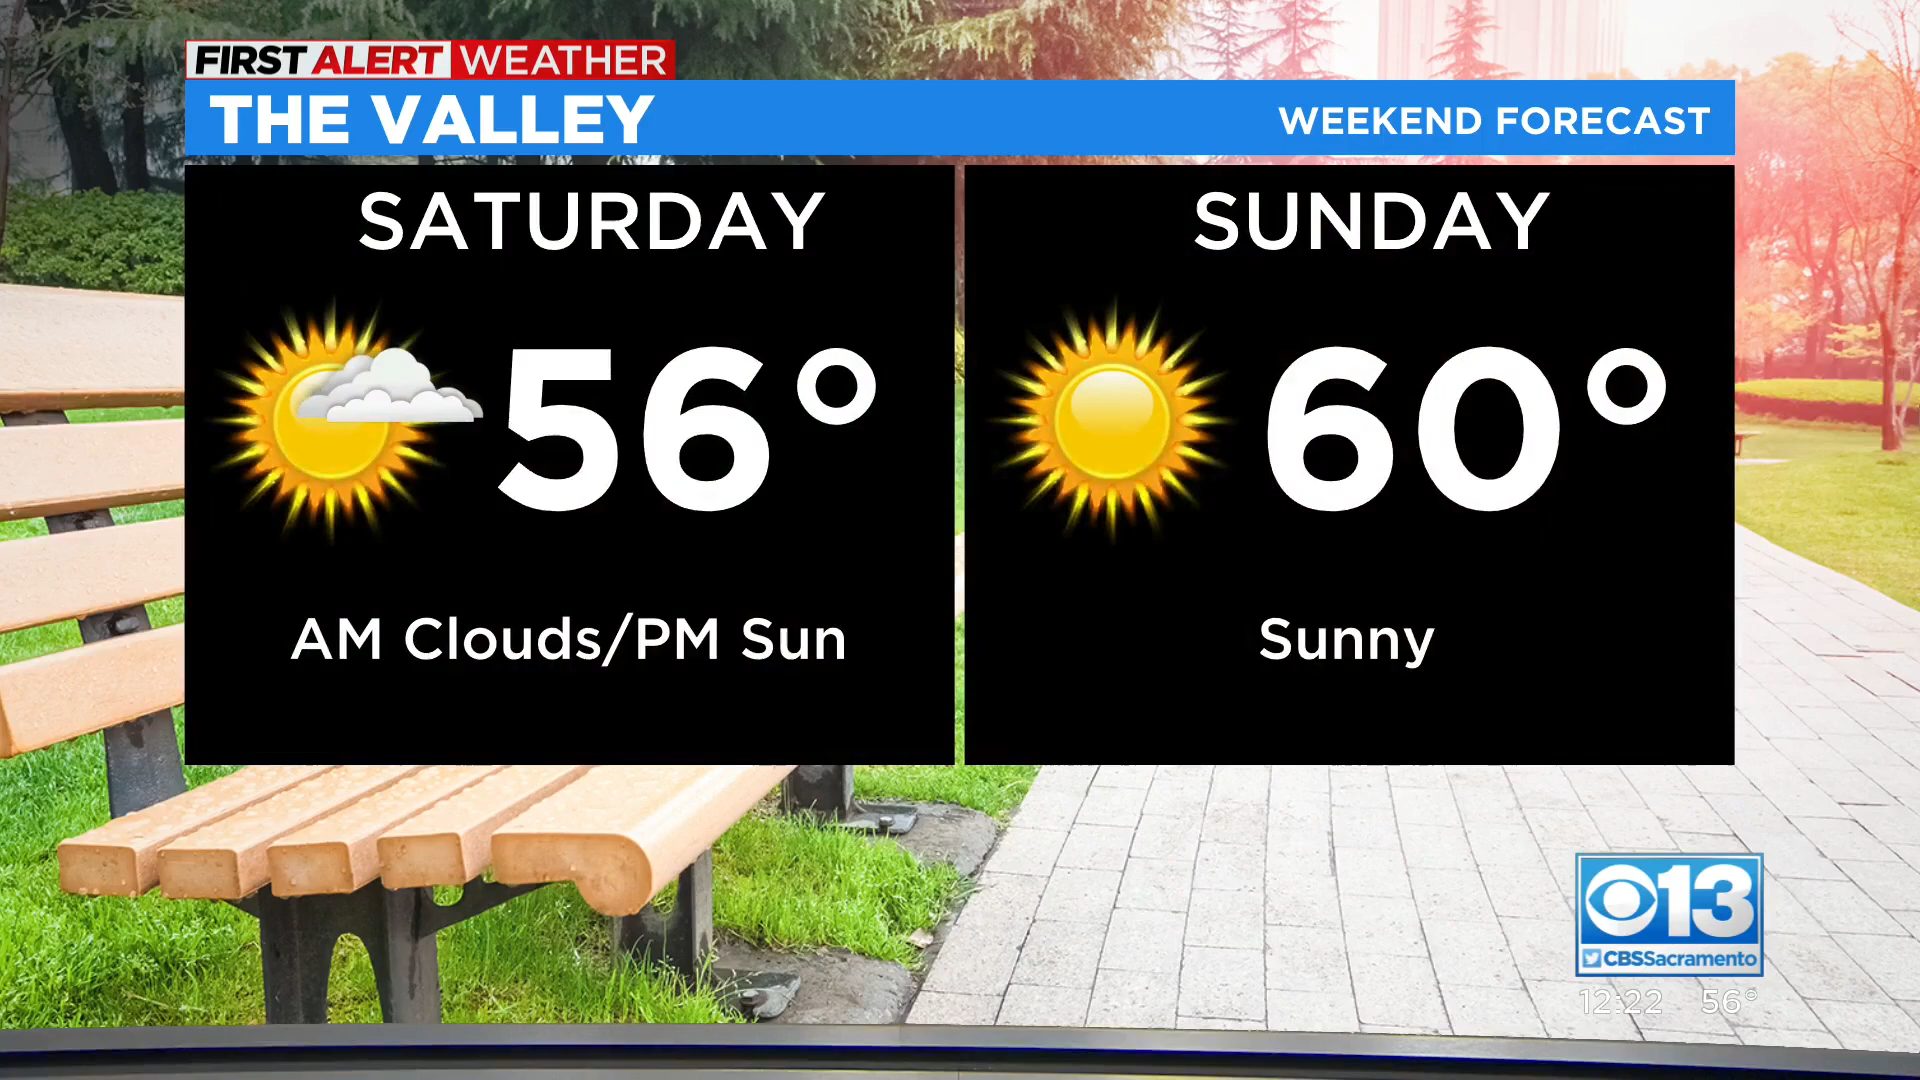 FIRST ALERT WEATHER
THE VALLEY
WEEKEND FORECAST
SATURDAY
56°
AM Clouds/PM Sun
SUNDAY
60°
Sunny
13
CBSSacramento
12:22 56°